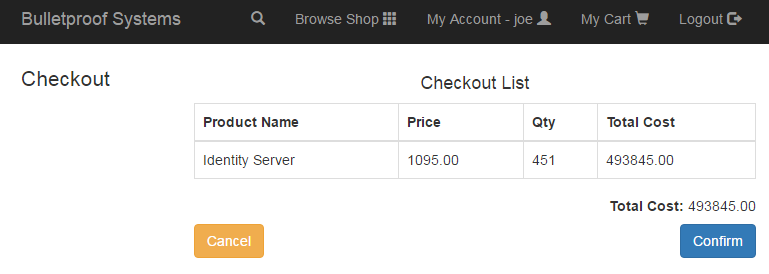 Bulletproof Systems Browse Shop My Account - joe My Cart Logout
Checkout
Checkout List
Product Name Price Qty Total Cost
Identity Server 1095.00 451 493845.00
Total Cost: 493845.00
Cancel Confirm